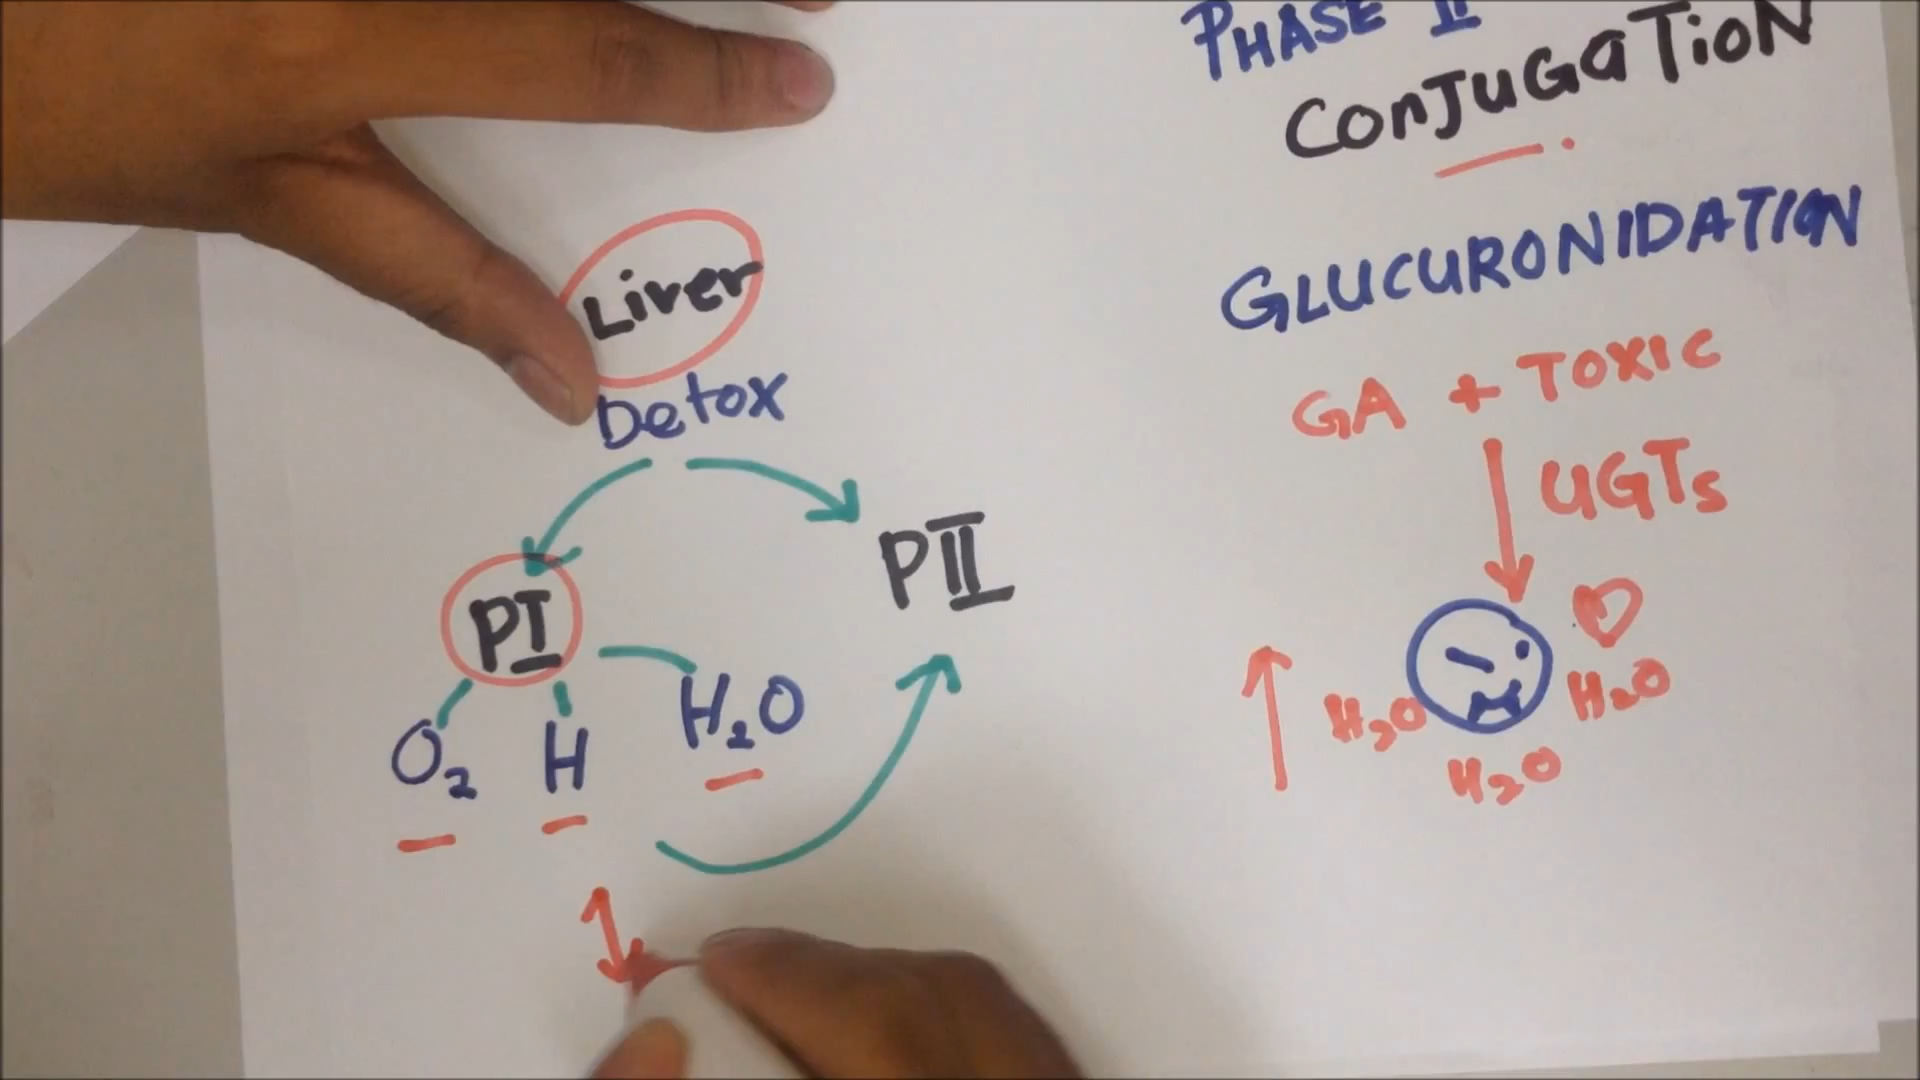 PHASE II
CONJUGATION
GLUCURONIDATION
GA + TOXIC
UGTs
H2O
H2O
H2O
Liver
Detox
PI
PII
O2
H
H2O